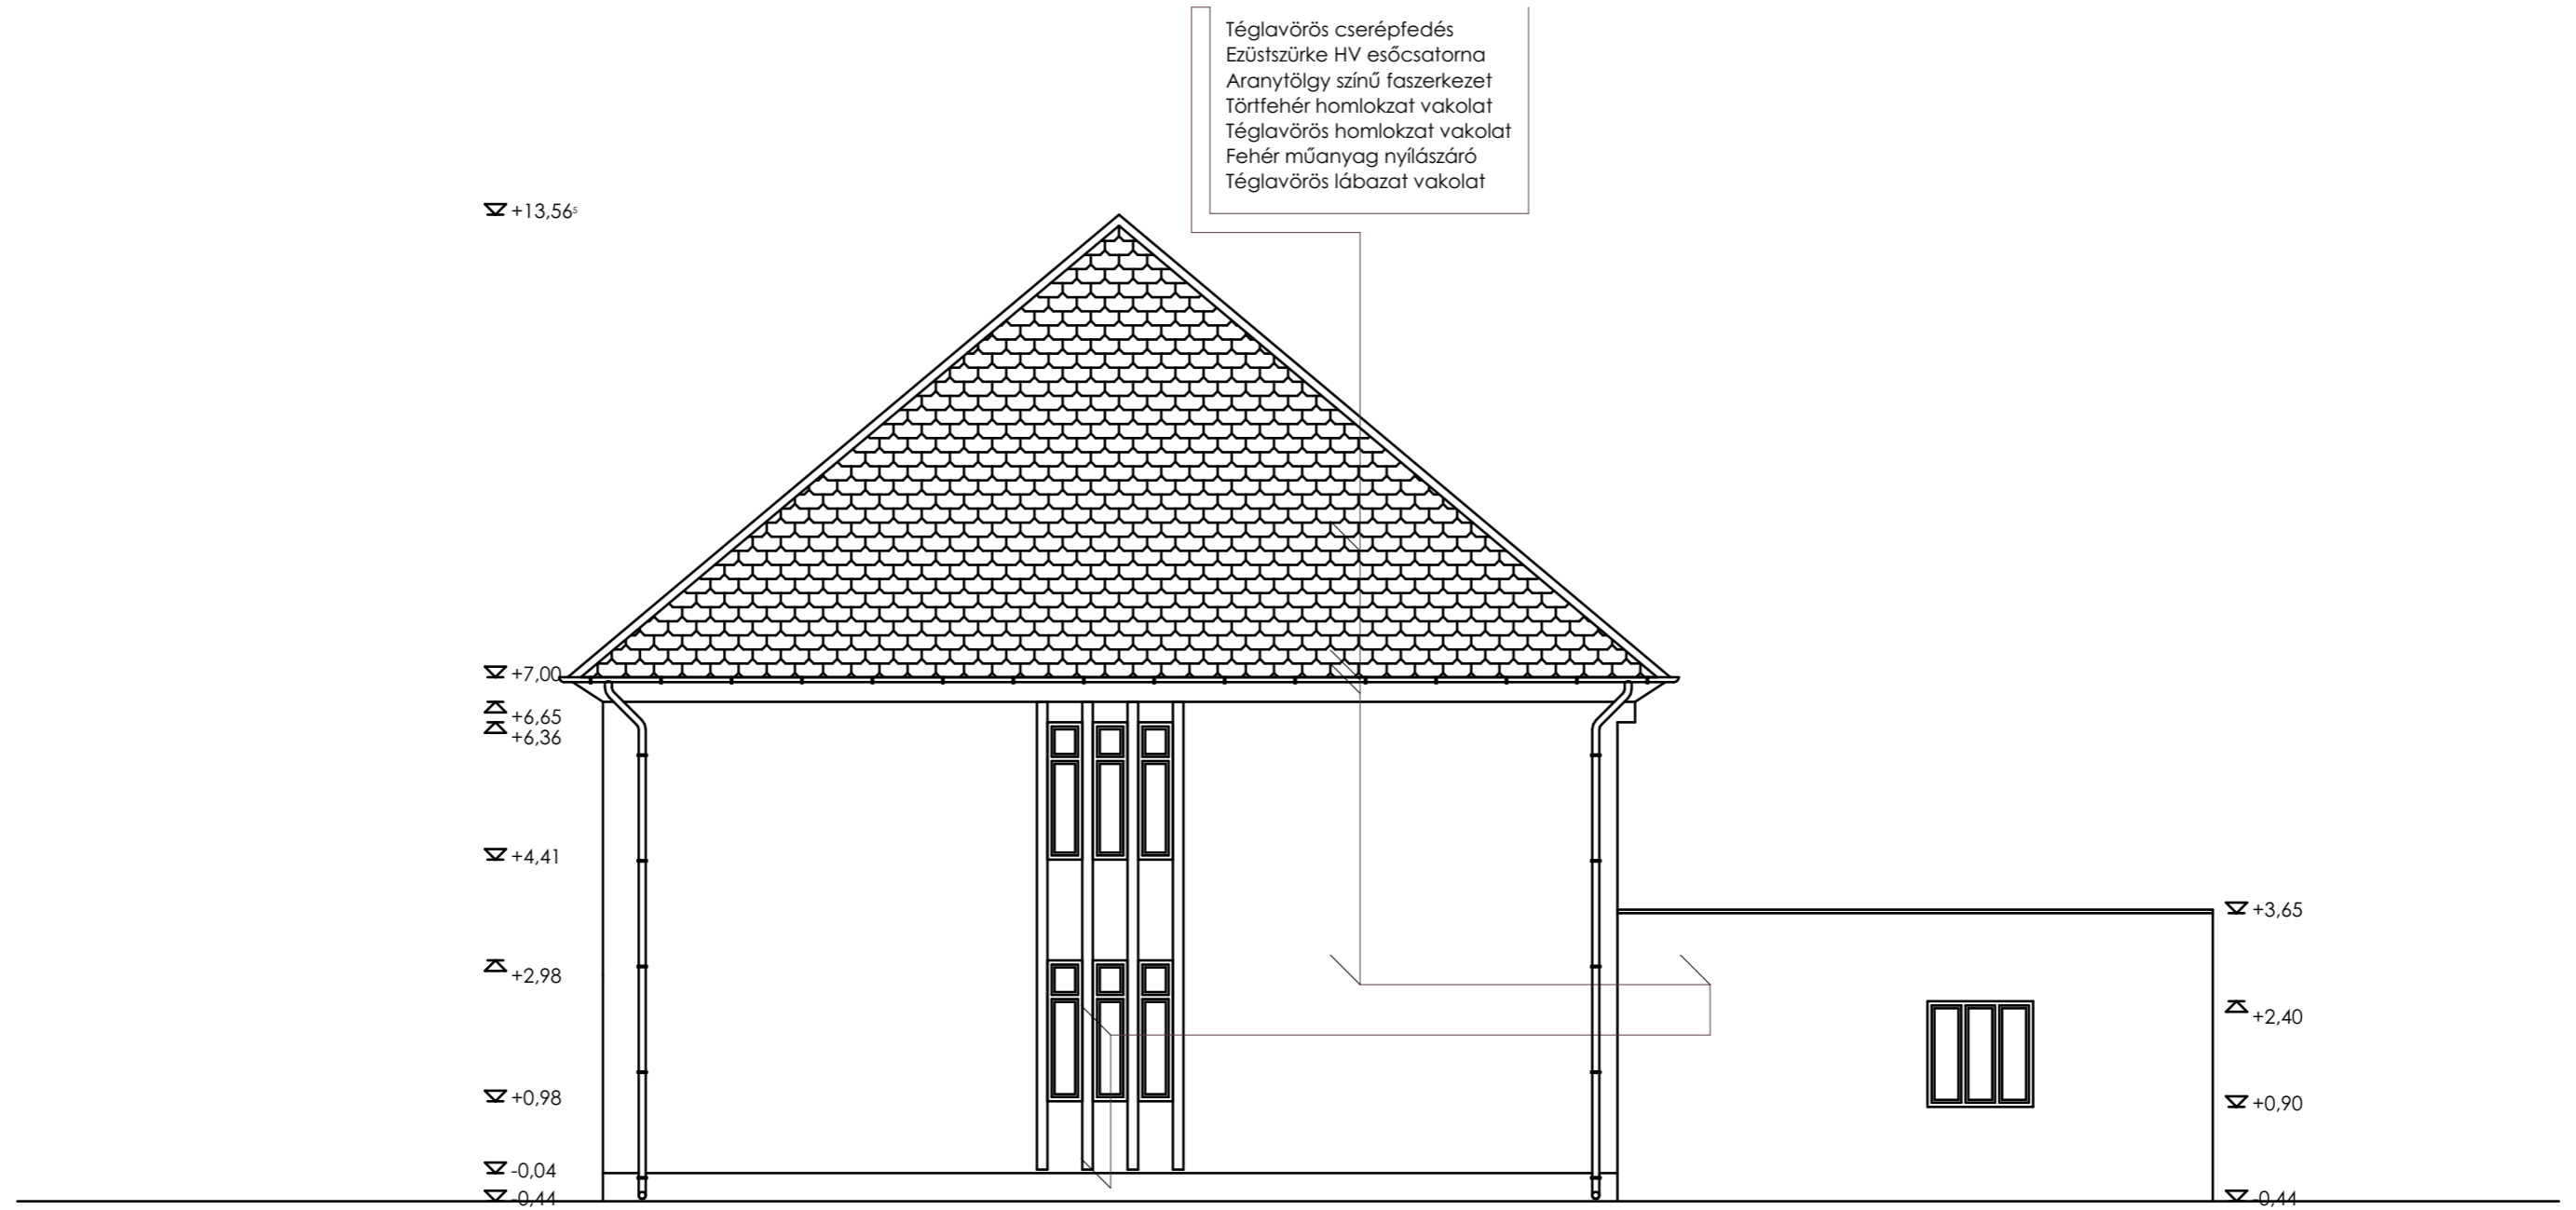 Téglavörös cserépfedés
Ezüstszürke HV esőcsatorna
Aranytölgy színű faszerkezet
Törtfehér homlokzat vakolat
Téglavörös homlokzat vakolat
Fehér műanyag nyílászáró
Téglavörös lábazat vakolat
+13,56⁵
+7,00
+6,65
+6,36
+4,41
+2,98
+0,98
-0,04
-0,44
+3,65
+2,40
+0,90
-0,44